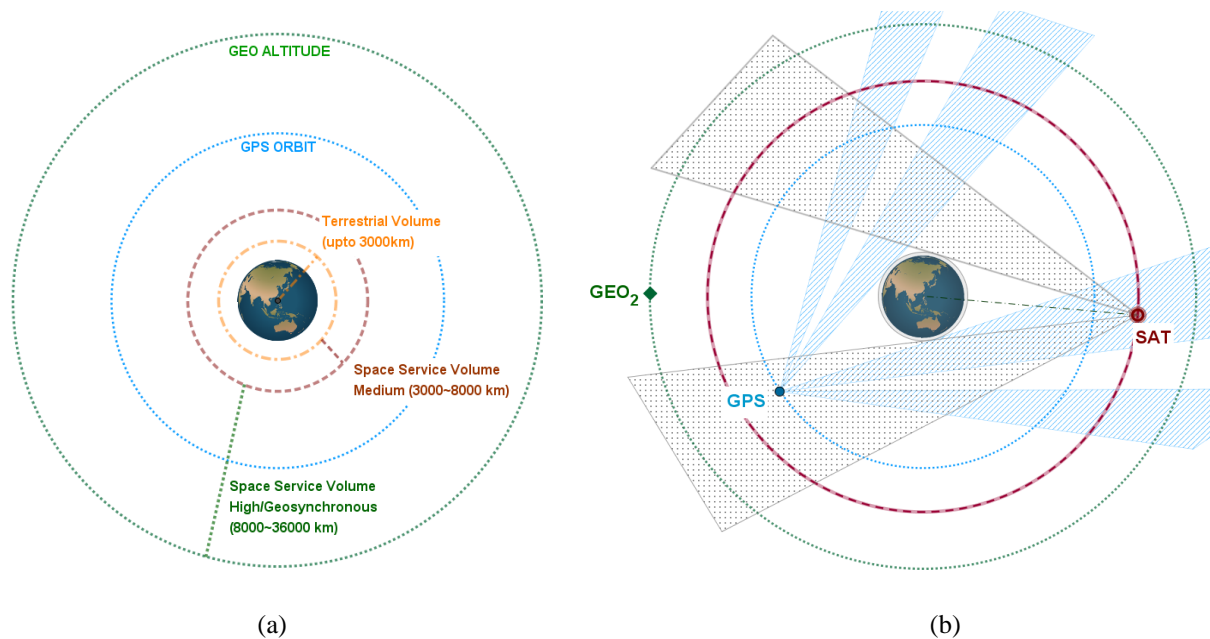 GEO ALTITUDE
GPS ORBIT
Terrestrial Volume
(upto 3000km)
Space Service Volume
Medium (3000~8000 km)
Space Service Volume
High/Geosynchronous
(8000~36000 km)
(a)
GEO2
SAT
GPS
(b)